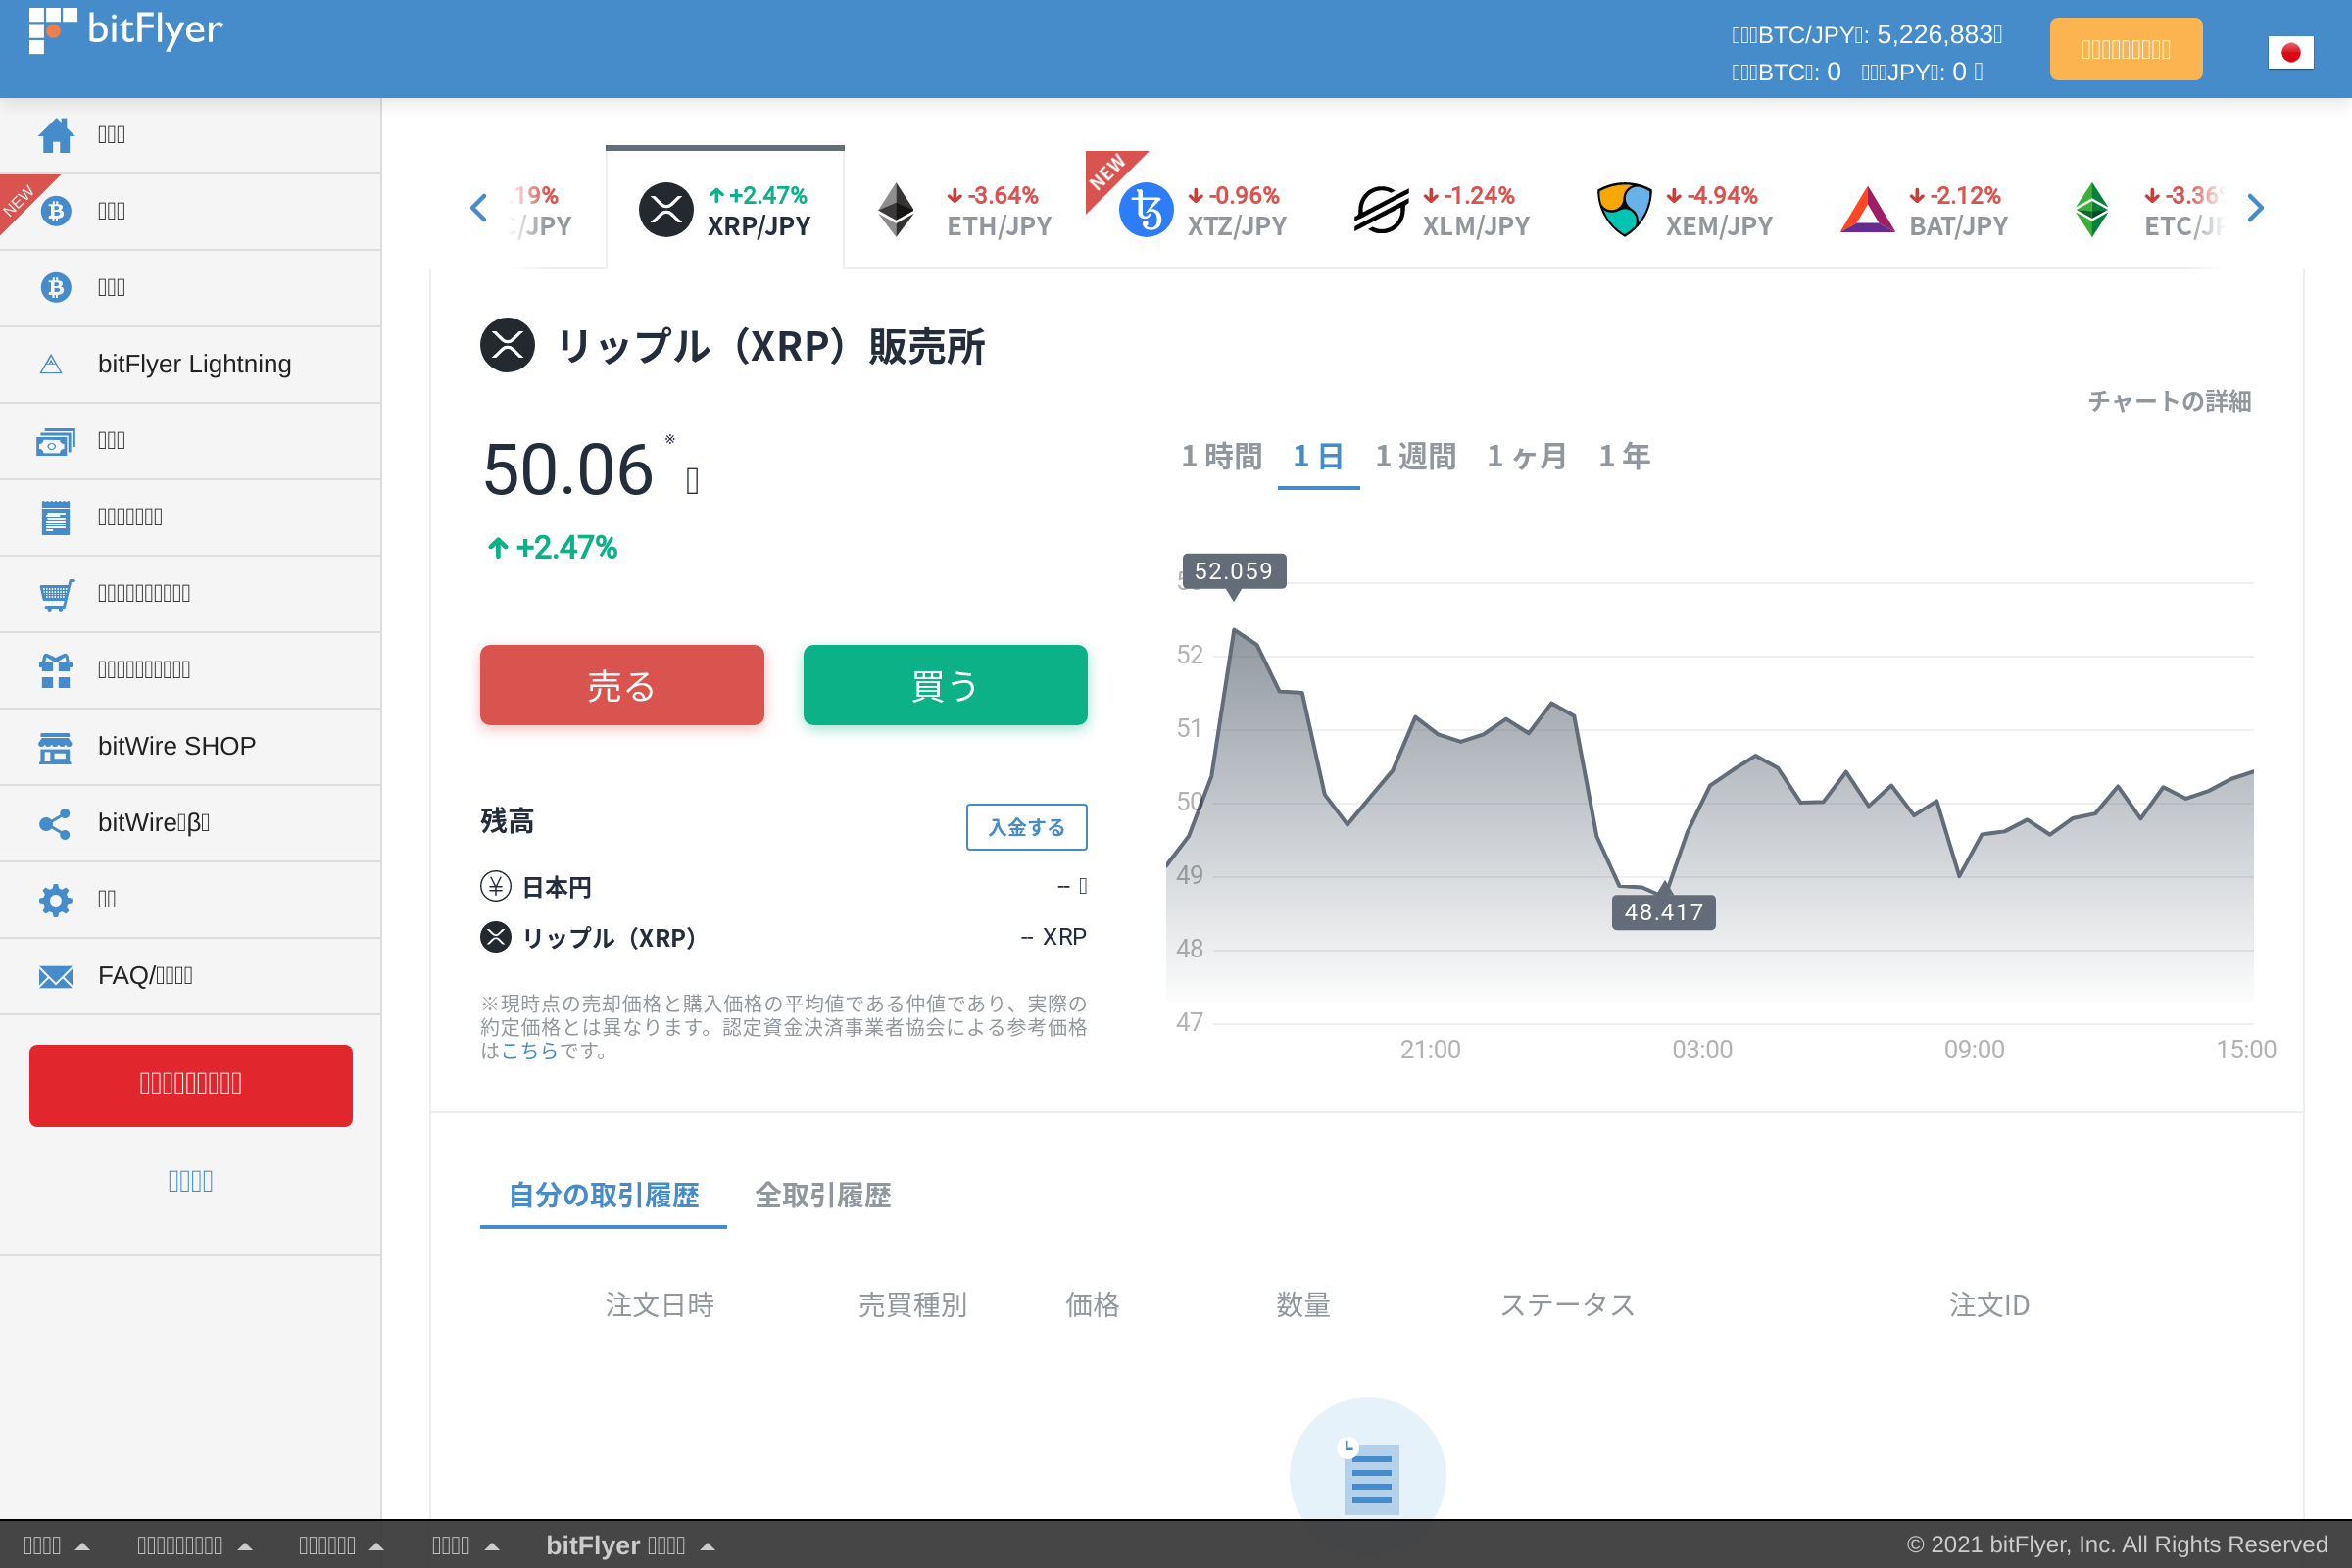 bitFlyer
BTC/JPY: 5,226,883
BTC: 0 JPY: 0
NEW
bitFlyer Lightning
bitWire SHOP
bitWire β
FAQ/
.19%
/JPY
+2.47%
XRP/JPY
-3.64%
ETH/JPY
NEW
-0.96%
XTZ/JPY
-1.24%
XLM/JPY
-4.94%
XEM/JPY
-2.12%
BAT/JPY
-3.36
ETC/
リップル（XRP）販売所
チャートの詳細
50.06 ※
+2.47%
1 時間 1 日 1 週間 1 ヶ月 1 年
売る 買う
残高 入金する
日本円 --
リップル（XRP） -- XRP
※現時点の売却価格と購入価格の平均値である仲値であり、実際の
約定価格とは異なります。認定資金決済事業者協会による参考価格
はこちらです。
52.059
52
51
50
49
48.417
48
47
21:00 03:00 09:00 15:00
自分の取引履歴 全取引履歴
注文日時 売買種別 価格 数量 ステータス 注文ID
bitFlyer
© 2021 bitFlyer, Inc. All Rights Reserved